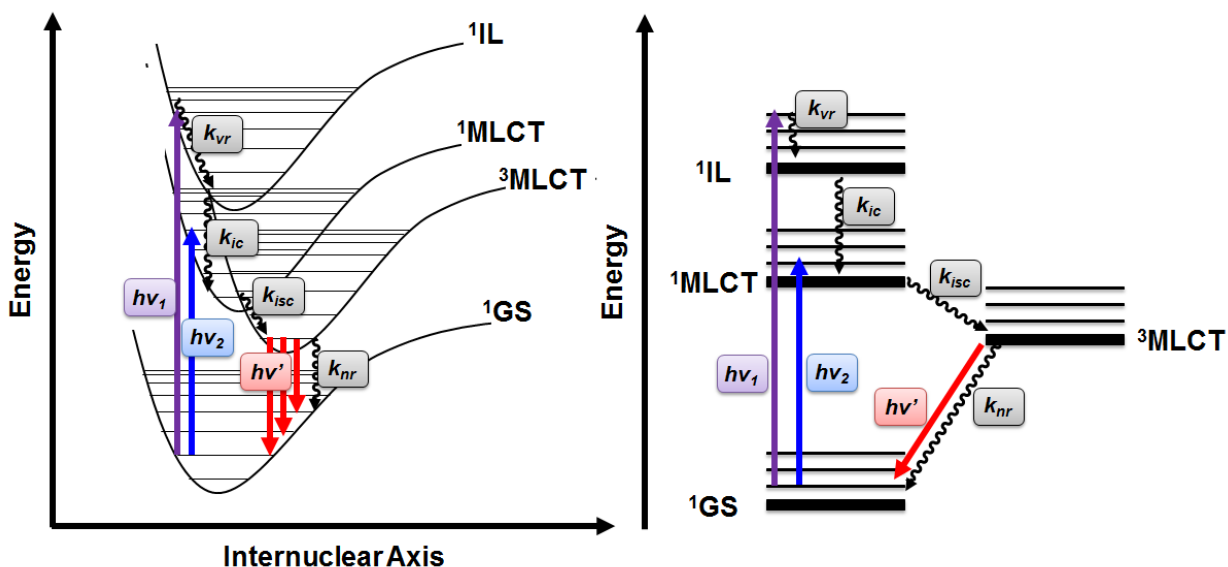 Energy
¹IL
¹MLCT
³MLCT
¹GS
k_vr
k_ic
k_isc
hν₁
hν₂
hν'
k_nr
Internuclear Axis
Energy
k_vr
¹IL
k_ic
¹MLCT
k_isc
³MLCT
hν₁
hν₂
hν'
k_nr
¹GS